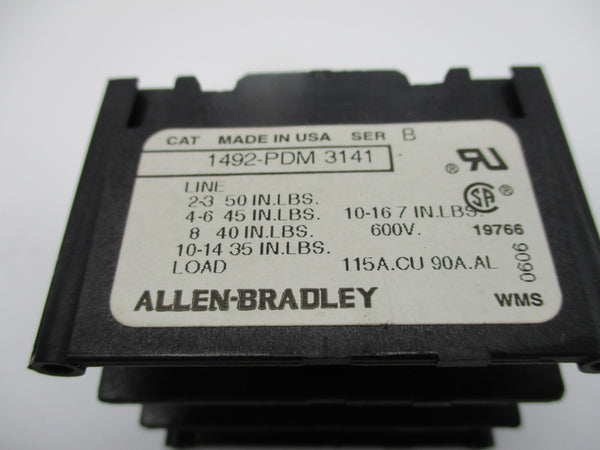 CAT MADE IN USA SER B
1492-PDM 3141
LINE
2-3 50 IN.LBS.
4-6 45 IN.LBS. 10-16 7 IN.LBS.
8 40 IN.LBS. 600V.
10-14 35 IN.LBS.
LOAD 115A.CU 90A.AL
® RU
® SA
19766
0606
ALLEN-BRADLEY
WMS